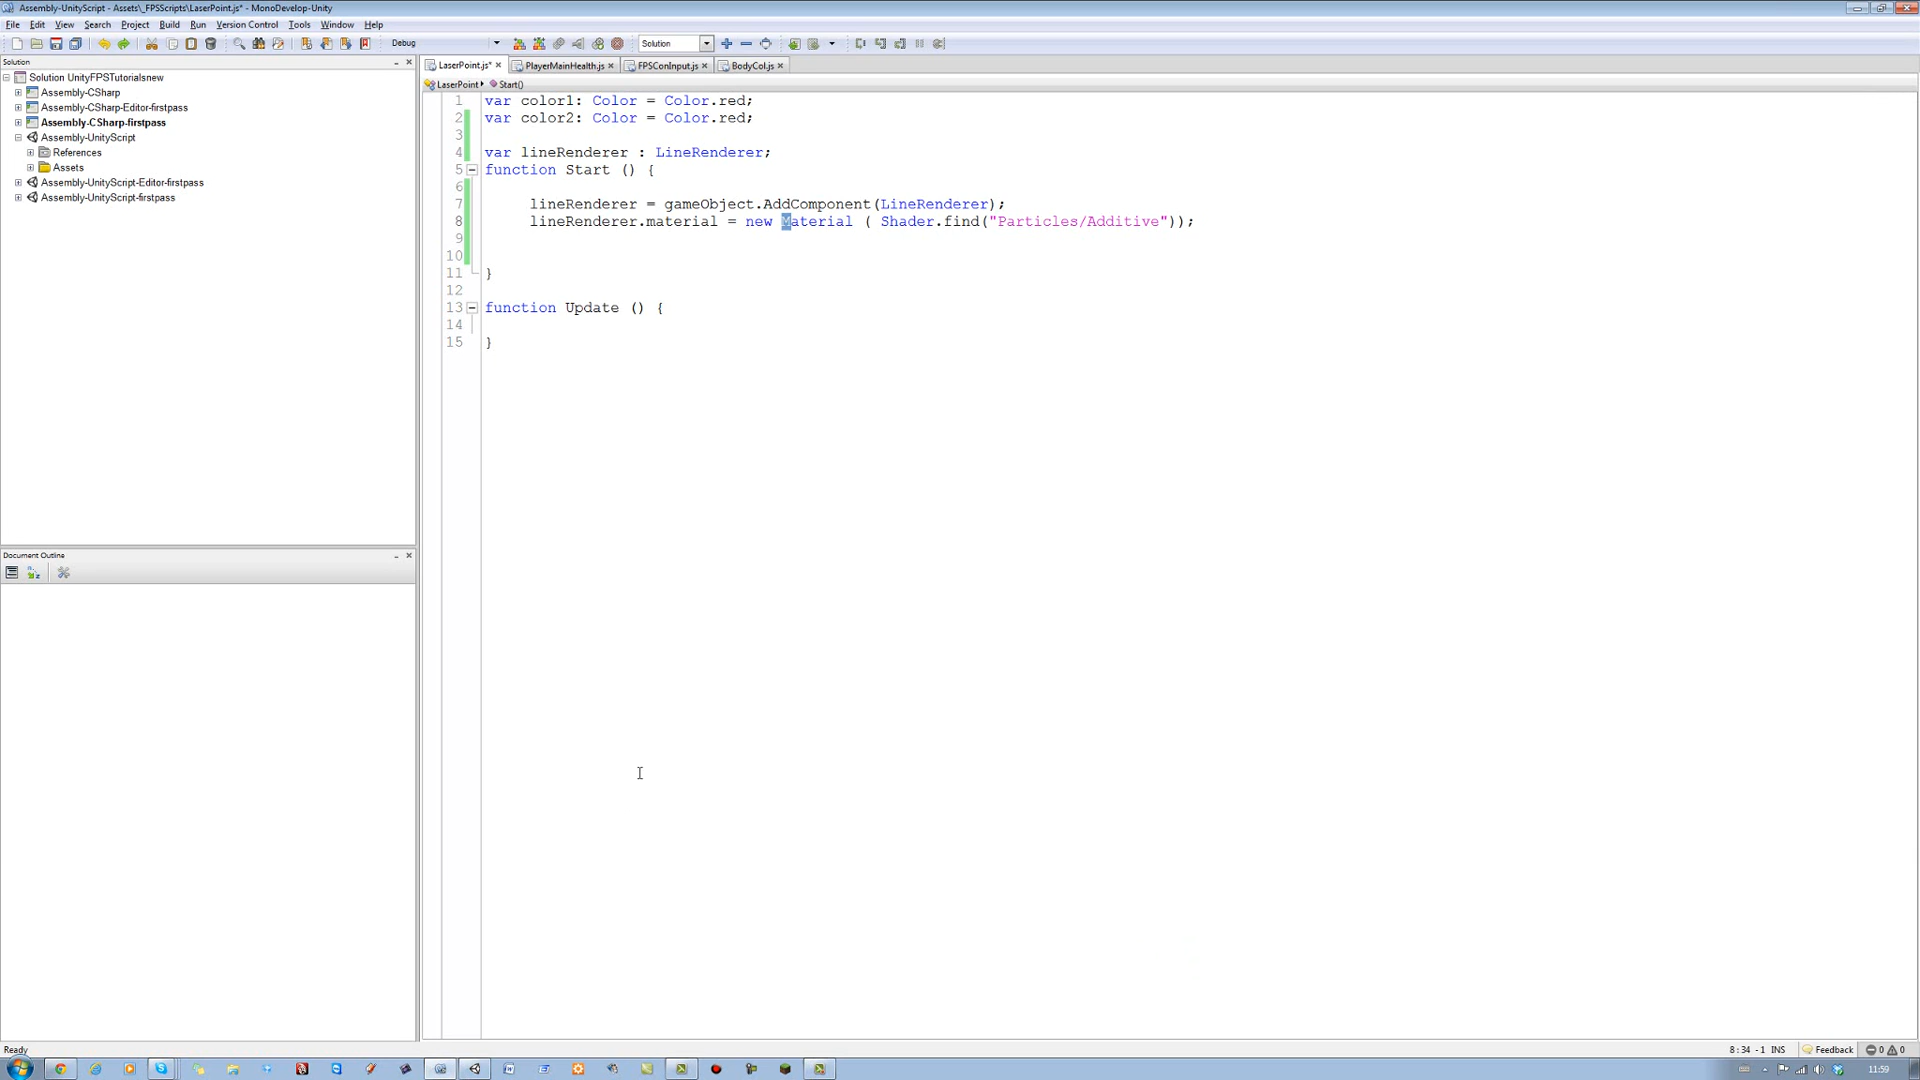 Assembly-UnityScript - Assets\_FPSScripts\LaserPoint.js* - MonoDevelop-Unity
File Edit View Search Project Build Run Version Control Tools Window Help
Debug Solution
Solution
LaserPoint.js* PlayerMainHealth.js FPSConInput.js BodyCol.js
Solution UnityFPSTutorialsnew
LaserPoint Start()
Assembly-CSharp
Assembly-CSharp-Editor-firstpass
Assembly-CSharp-firstpass
Assembly-UnityScript
References
Assets
Assembly-UnityScript-Editor-firstpass
Assembly-UnityScript-firstpass
1 var color1: Color = Color.red;
2 var color2: Color = Color.red;
3
4 var lineRenderer : LineRenderer;
5 function Start () {
6
7 lineRenderer = gameObject.AddComponent(LineRenderer);
8 lineRenderer.material = new Material ( Shader.find("Particles/Additive"));
9
10
11 }
12
13 function Update () {
14
15 }
Document Outline
Ready 8 : 34 - 1 INS Feedback 0 0
11:59